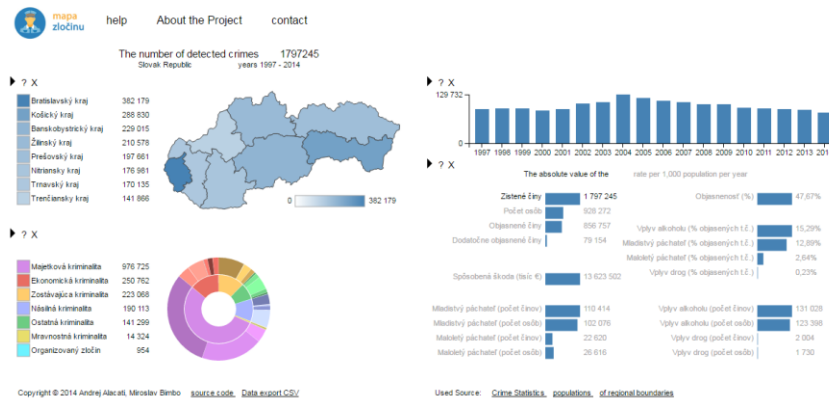 mapa
zločinu
help About the Project contact
The number of detected crimes 1797245
Slovak Republic years 1997 - 2014
? X
Bratislavský kraj 382 179
Košický kraj 288 830
Banskobystrický kraj 229 015
Žilinský kraj 210 578
Prešovský kraj 197 661
Nitriansky kraj 176 981
Trnavský kraj 170 135
Trenčiansky kraj 141 866
0 382 179
? X
Majetková kriminalita 976 725
Ekonomická kriminalita 250 762
Zostávajúca kriminalita 223 068
Násilná kriminalita 190 113
Ostatná kriminalita 141 299
Mravnostná kriminalita 14 324
Organizovaný zločin 954
? X
129 732
0
1997 1998 1999 2000 2001 2002 2003 2004 2005 2006 2007 2008 2009 2010 2011 2012 2013 201
? X
The absolute value of the rate per 1,000 population per year
Zistené činy 1 797 245
Počet osôb 928 272
Objasnené činy 856 757
Dodatočne objasnené činy 79 154
Spôsobená škoda (tisíc €) 13 623 502
Objasnenosť (%) 47,67%
Vplyv alkoholu (% objasnených t.č.) 15,29%
Mladistvý páchateľ (% objasnených t.č.) 12,89%
Maloletý páchateľ (% objasnených t.č.) 2,64%
Vplyv drog (% objasnených t.č.) 0,23%
Mladistvý páchateľ (počet činov) 110 414
Mladistvý páchateľ (počet osôb) 102 076
Maloletý páchateľ (počet činov) 22 620
Maloletý páchateľ (počet osôb) 26 616
Vplyv alkoholu (počet činov) 131 028
Vplyv alkoholu (počet osôb) 123 398
Vplyv drog (počet činov) 2 004
Vplyv drog (počet osôb) 1 730
Copyright © 2014 Andrej Alacati, Miroslav Bimbo source code Data export CSV
Used Source: Crime Statistics populations of regional boundaries